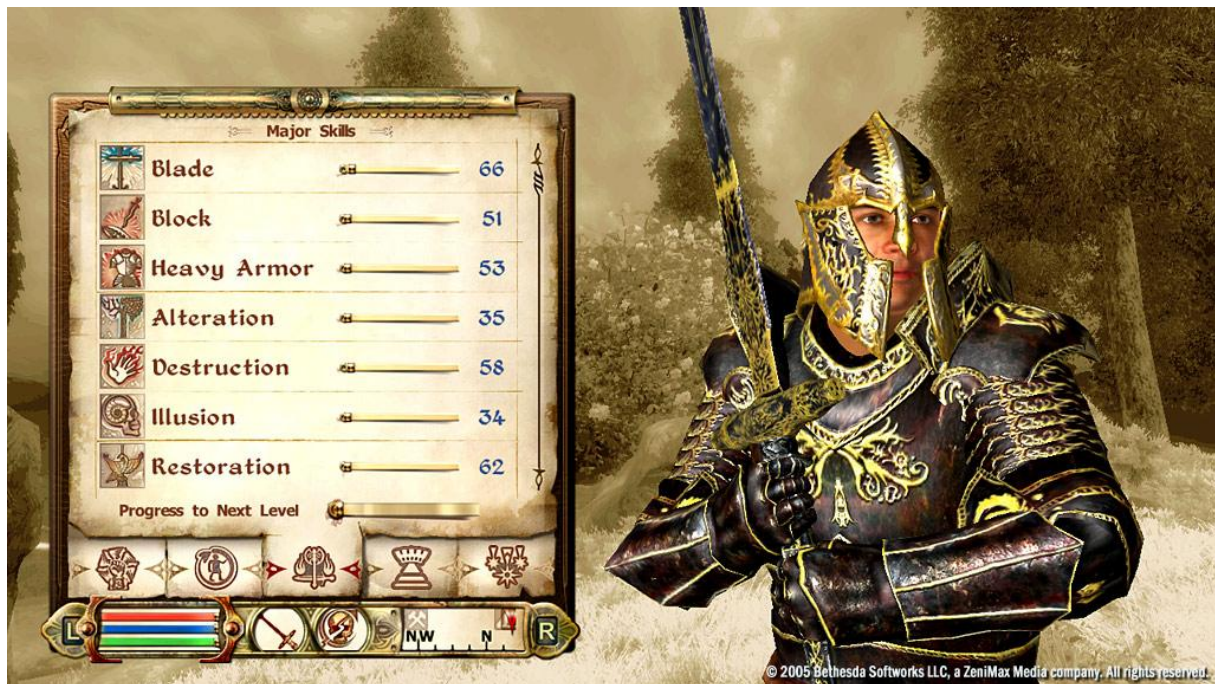 Major Skills
Blade 66
Block 51
Heavy Armor 53
Alteration 35
Destruction 58
Illusion 34
Restoration 62
Progress to Next Level
13
L NW N R
© 2005 Bethesda Softworks LLC, a ZeniMax Media company. All rights reserved.